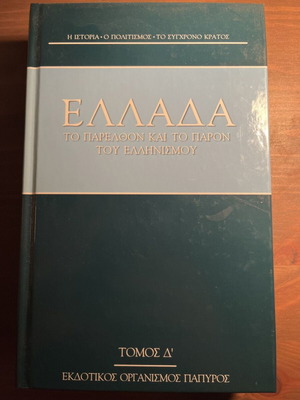 Η ΙΣΤΟΡΙΑ • Ο ΠΟΛΙΤΙΣΜΟΣ • ΤΟ ΣΥΓΧΡΟΝΟ ΚΡΑΤΟΣ
ΕΛΛΑΔΑ
ΤΟ ΠΑΡΕΛΘΟΝ ΚΑΙ ΤΟ ΠΑΡΟΝ
ΤΟΥ ΕΛΛΗΝΙΣΜΟΥ
ΤΟΜΟΣ Δ'
ΕΚΔΟΤΙΚΟΣ ΟΡΓΑΝΙΣΜΟΣ ΠΑΠΥΡΟΣ